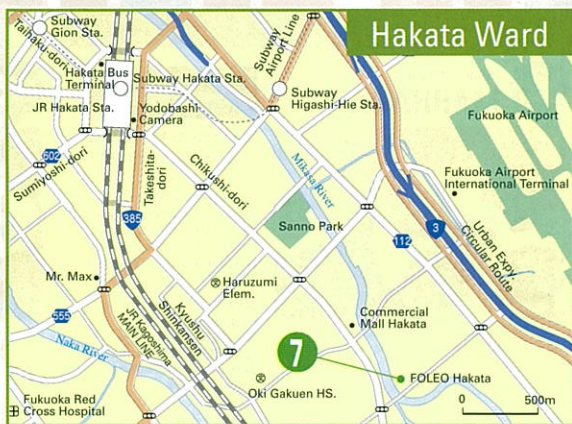 Hakata Ward
Subway
Gion Sta.
Taihaku-dori
Hakata Bus
Terminal
Subway Hakata Sta.
JR Hakata Sta.
Yodobashi-
Camera
Subway
Airport Line
Subway
Higashi-Hie Sta.
Fukuoka Airport
602
Sumiyoshi-dori
Takeshita-
dori
Chikushi-dori
Mikasa River
Fukuoka Airport
International Terminal
385
Sanno Park
112
3
Urban Expy.
Circular Route
Mr. Max
Haruzumi
Elem.
555
JR Kagoshima
MAIN LINE
Kyushu
Shinkansen
Commercial
Mall Hakata
Naka River
7
FOLEO Hakata
Oki Gakuen HS.
Fukuoka Red
Cross Hospital
0 500m